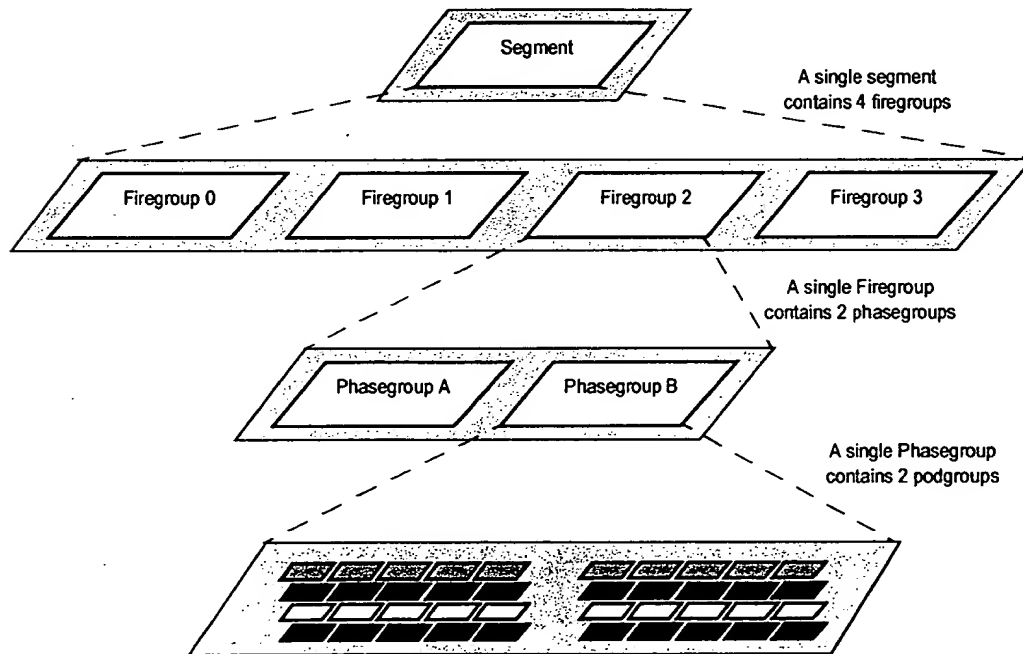 Segment
A single segment
contains 4 firegroups
Firegroup 0
Firegroup 1
Firegroup 2
Firegroup 3
A single Firegroup
contains 2 phasegroups
Phasegroup A
Phasegroup B
A single Phasegroup
contains 2 podgroups